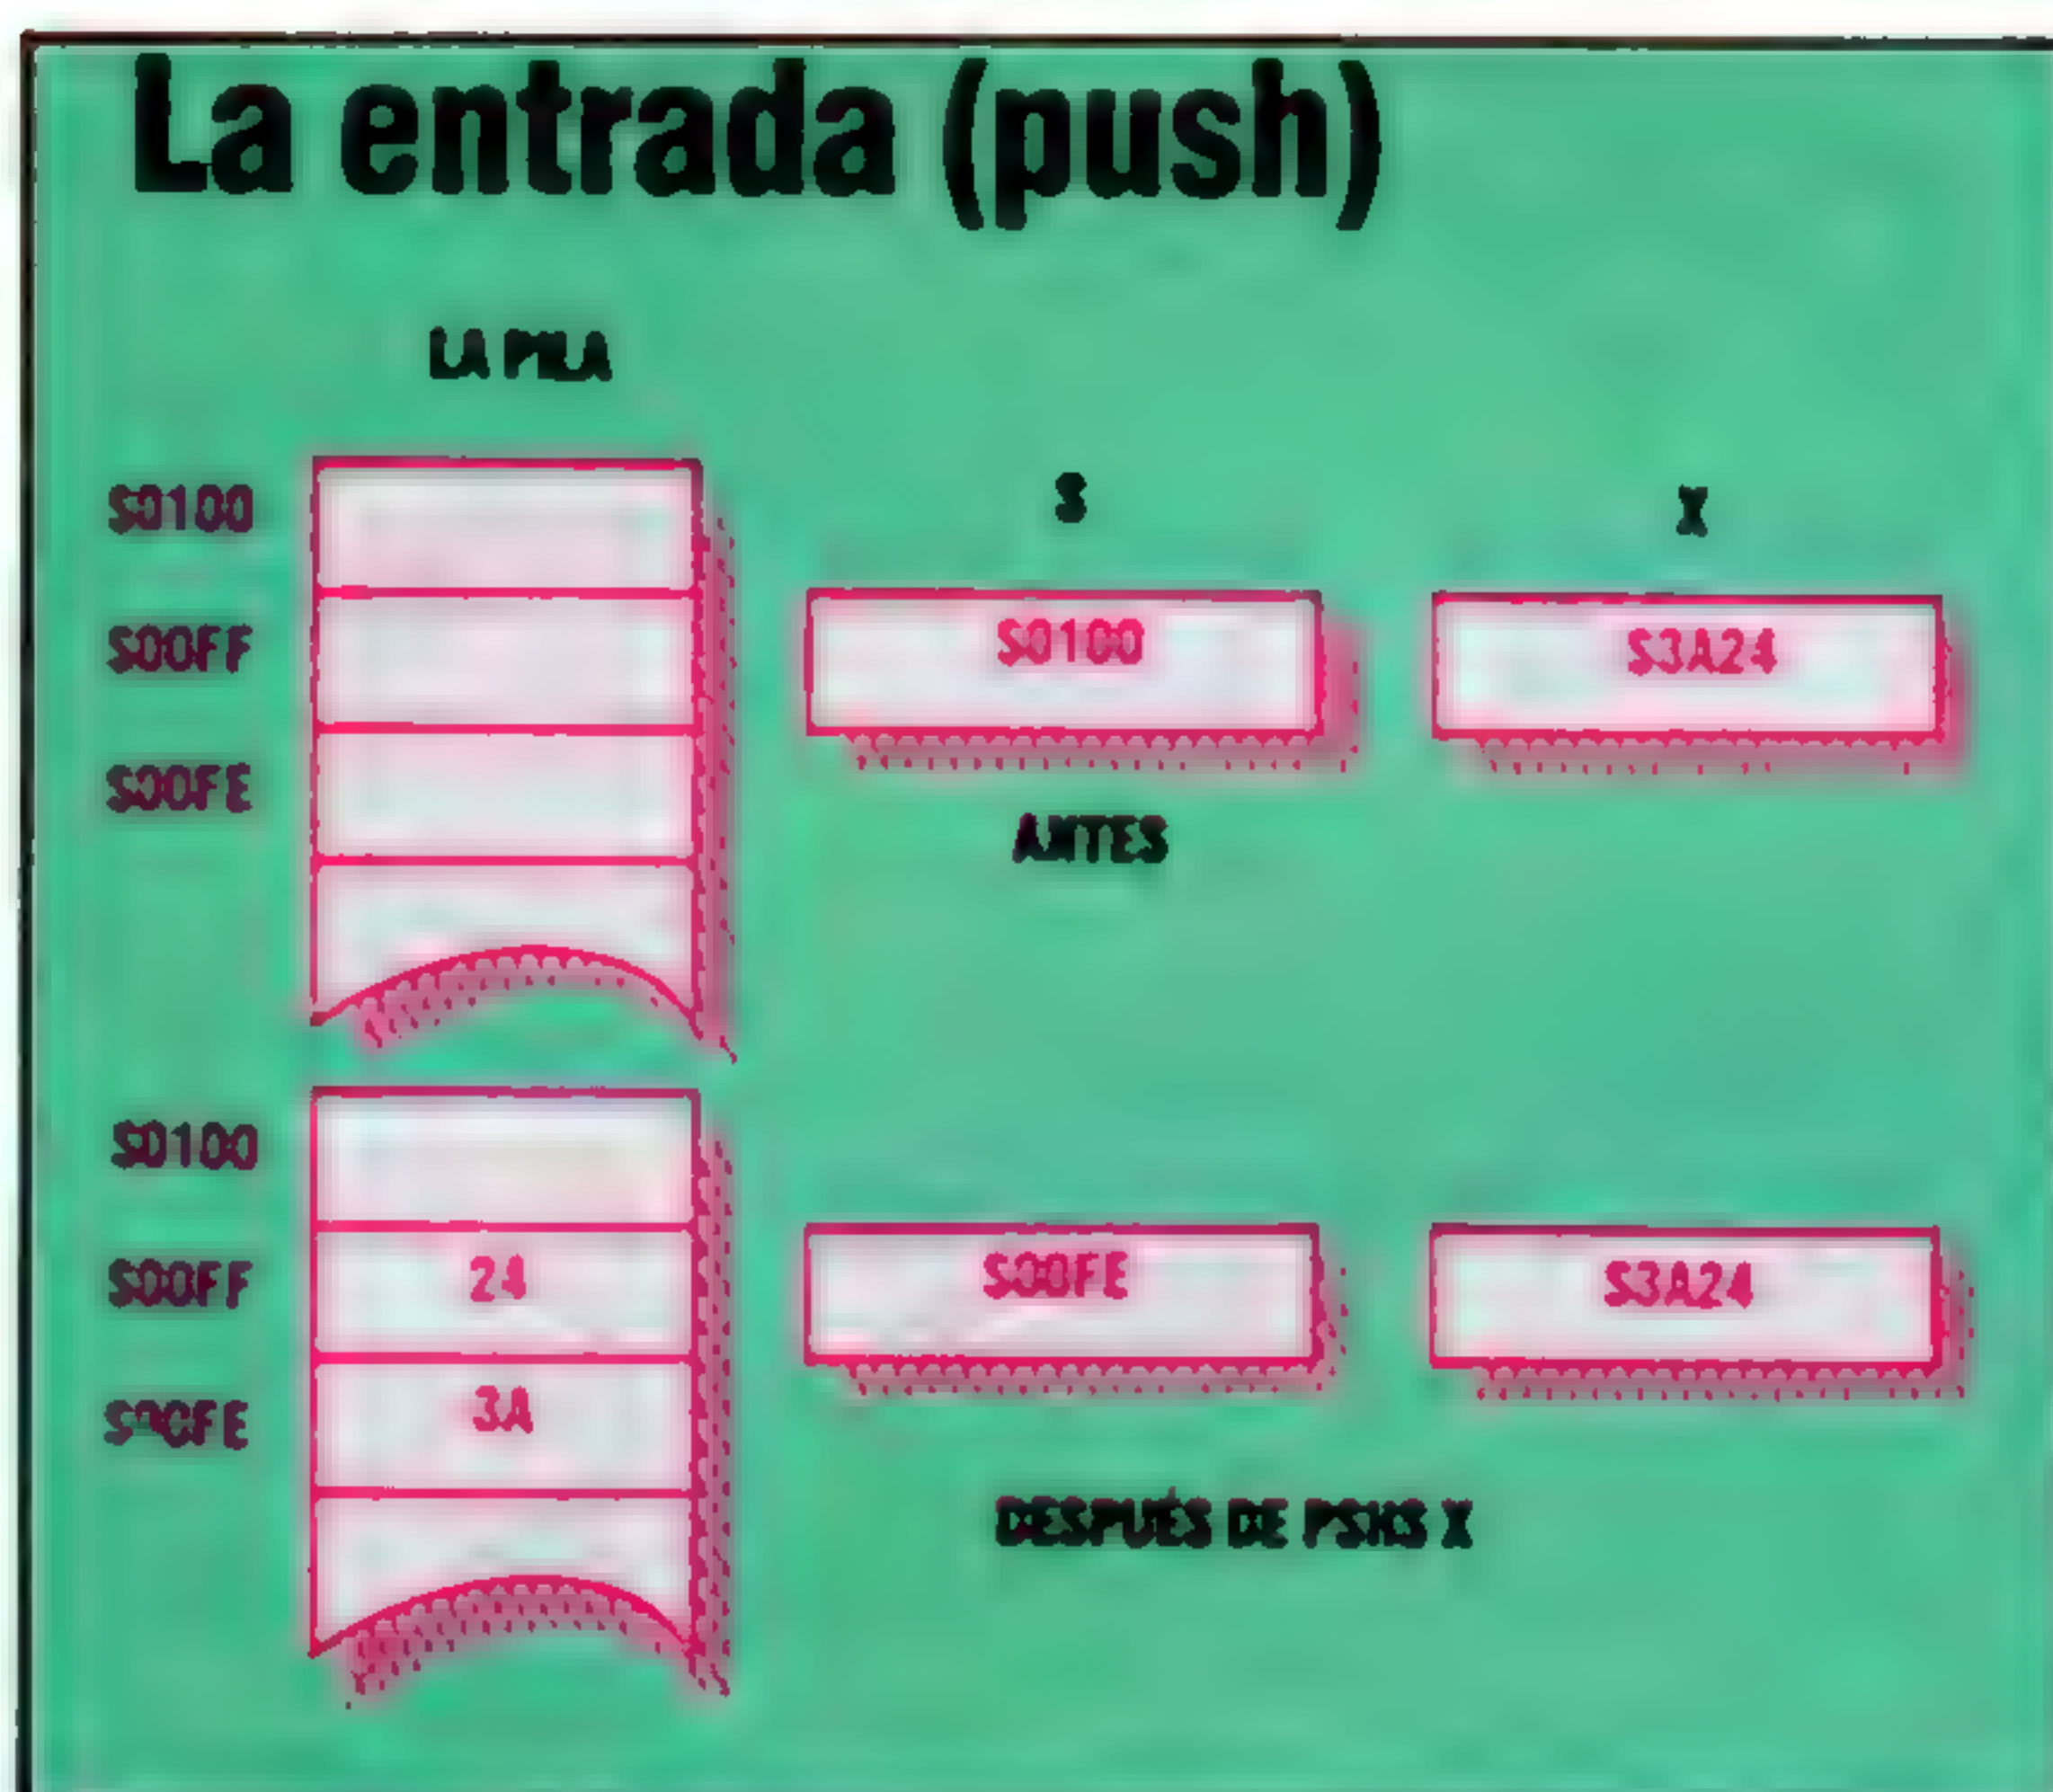 La entrada (push)
LA PILA
S X
$0100
$00FF $0100 $3A24
$00FE
ANTES
$0100
$00FF 24 $00FE $3A24
$00FE 3A
DESPUÉS DE PSHS X